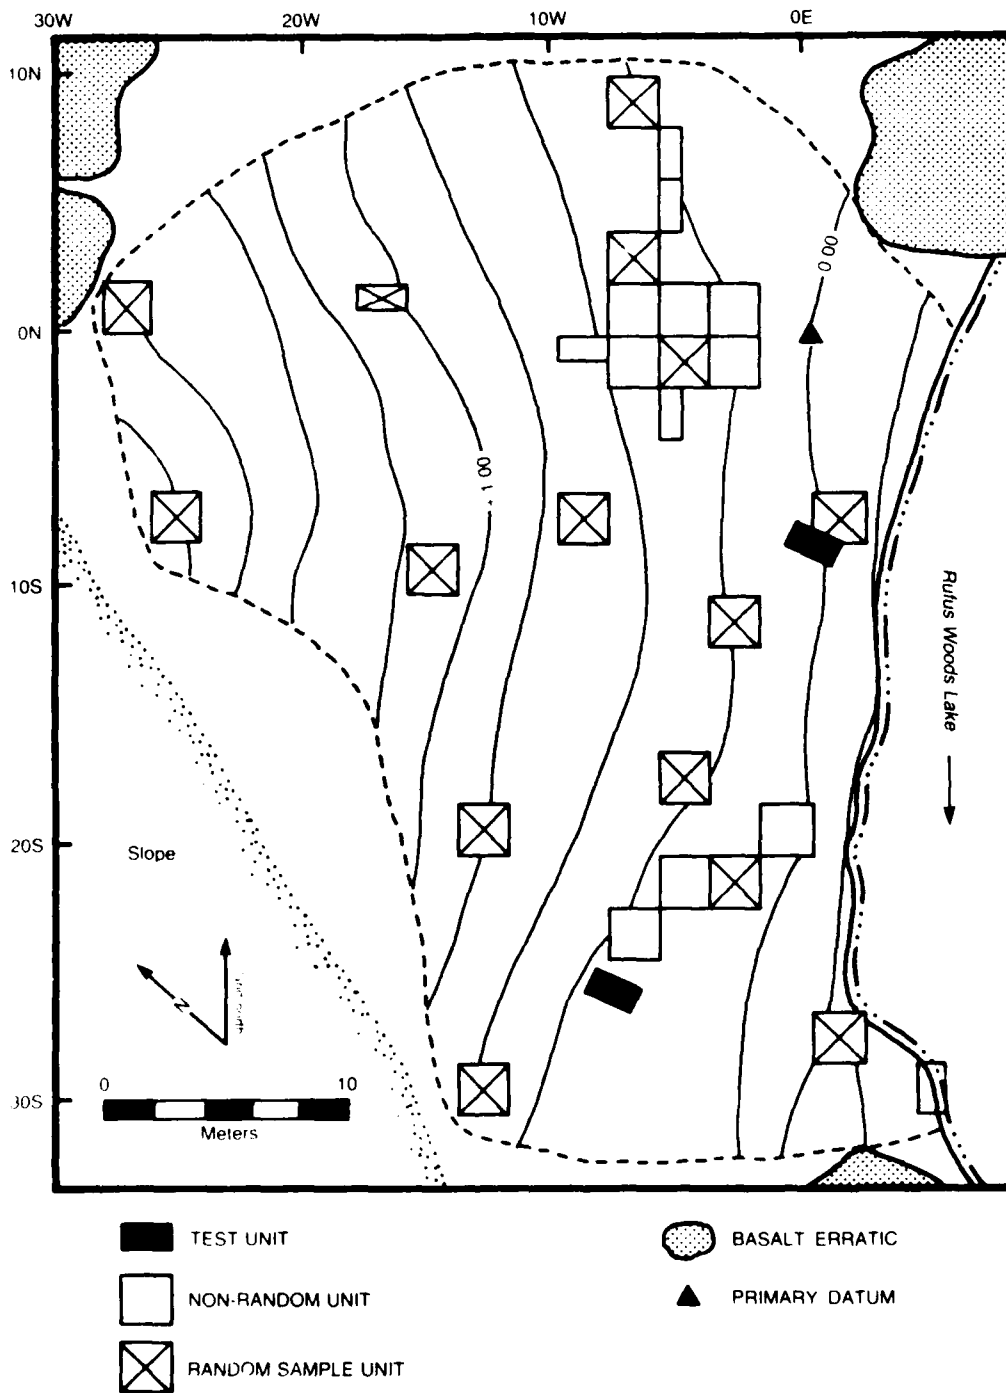 30W 20W 10W 0E
10N
0N
10S
20S
30S
0.00
1.00
Rufus Woods Lake
Slope
N
0 10
Meters
TEST UNIT
NON-RANDOM UNIT
RANDOM SAMPLE UNIT
BASALT ERRATIC
PRIMARY DATUM